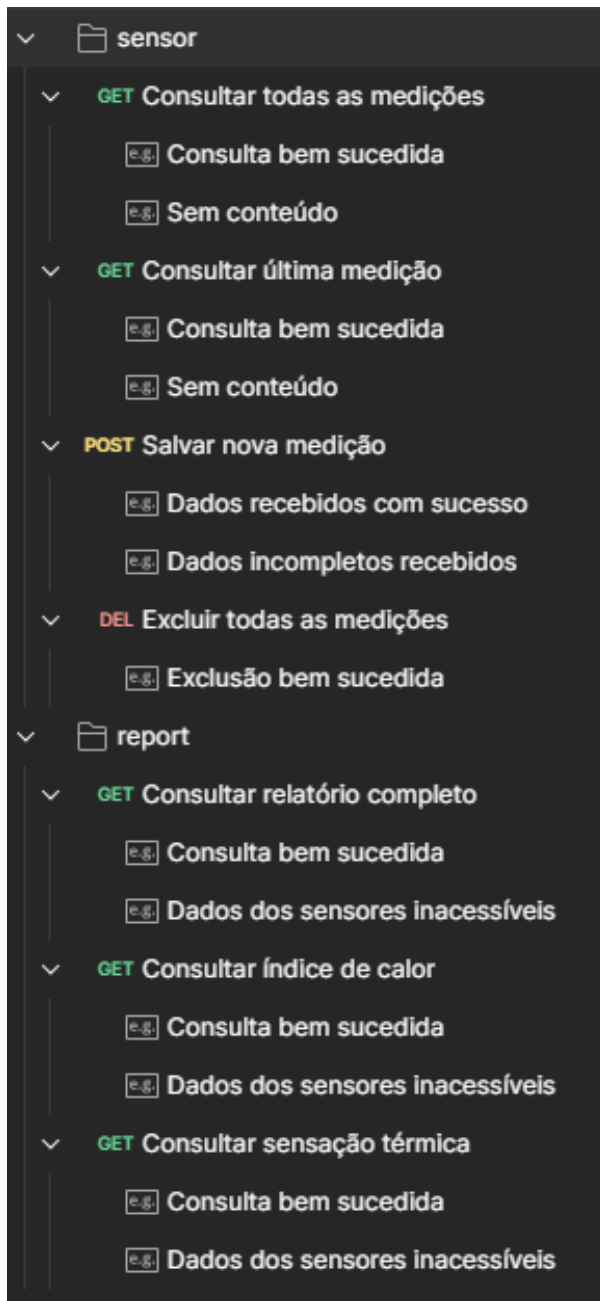 sensor
GET Consultar todas as medições
e.g. Consulta bem sucedida
e.g. Sem conteúdo
GET Consultar última medição
e.g. Consulta bem sucedida
e.g. Sem conteúdo
POST Salvar nova medição
e.g. Dados recebidos com sucesso
e.g. Dados incompletos recebidos
DEL Excluir todas as medições
e.g. Exclusão bem sucedida
report
GET Consultar relatório completo
e.g. Consulta bem sucedida
e.g. Dados dos sensores inacessíveis
GET Consultar índice de calor
e.g. Consulta bem sucedida
e.g. Dados dos sensores inacessíveis
GET Consultar sensação térmica
e.g. Consulta bem sucedida
e.g. Dados dos sensores inacessíveis